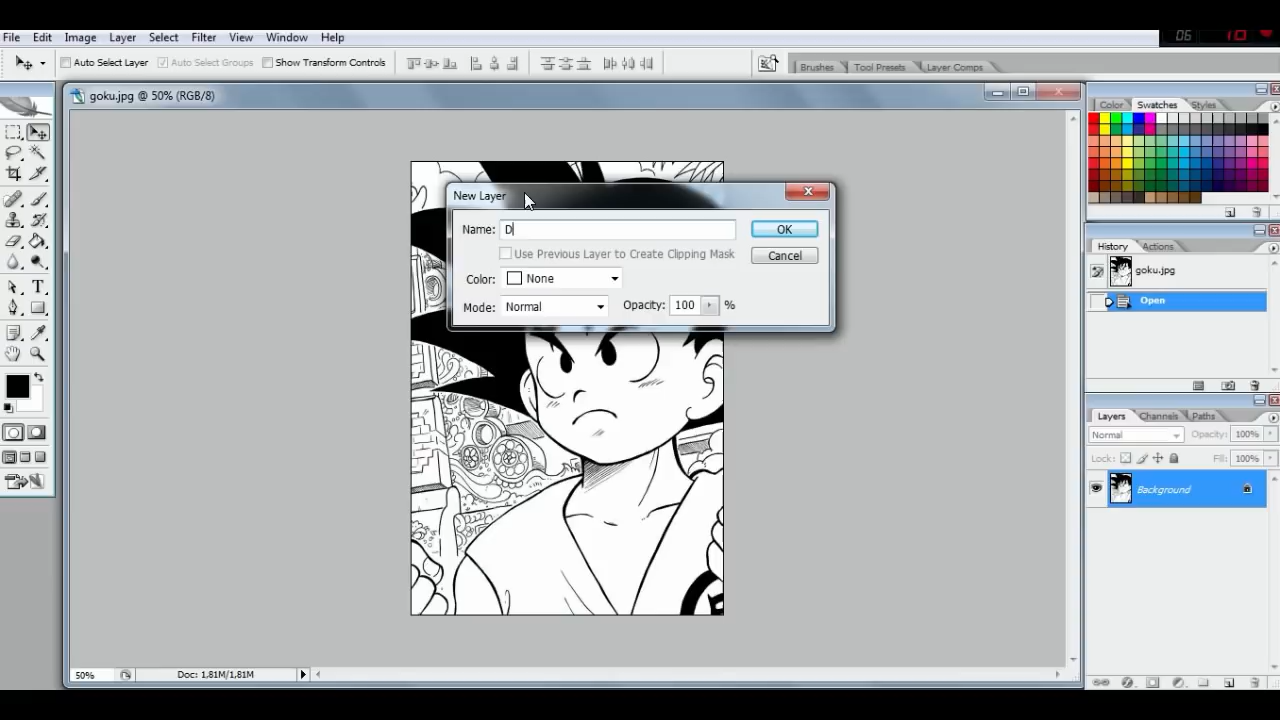 File Edit Image Layer Select Filter View Window Help
06 10
Auto Select Layer Auto Select Groups Show Transform Controls
Brushes Tool Presets Layer Comps
goku.jpg @ 50% (RGB/8)
Color Swatches Styles
New Layer
Name: D OK
Use Previous Layer to Create Clipping Mask Cancel
Color: None
Mode: Normal Opacity: 100 %
History Actions
goku.jpg
Open
Layers Channels Paths
Normal Opacity: 100%
Lock: Fill: 100%
Background
50% Doc: 1,81M/1,81M